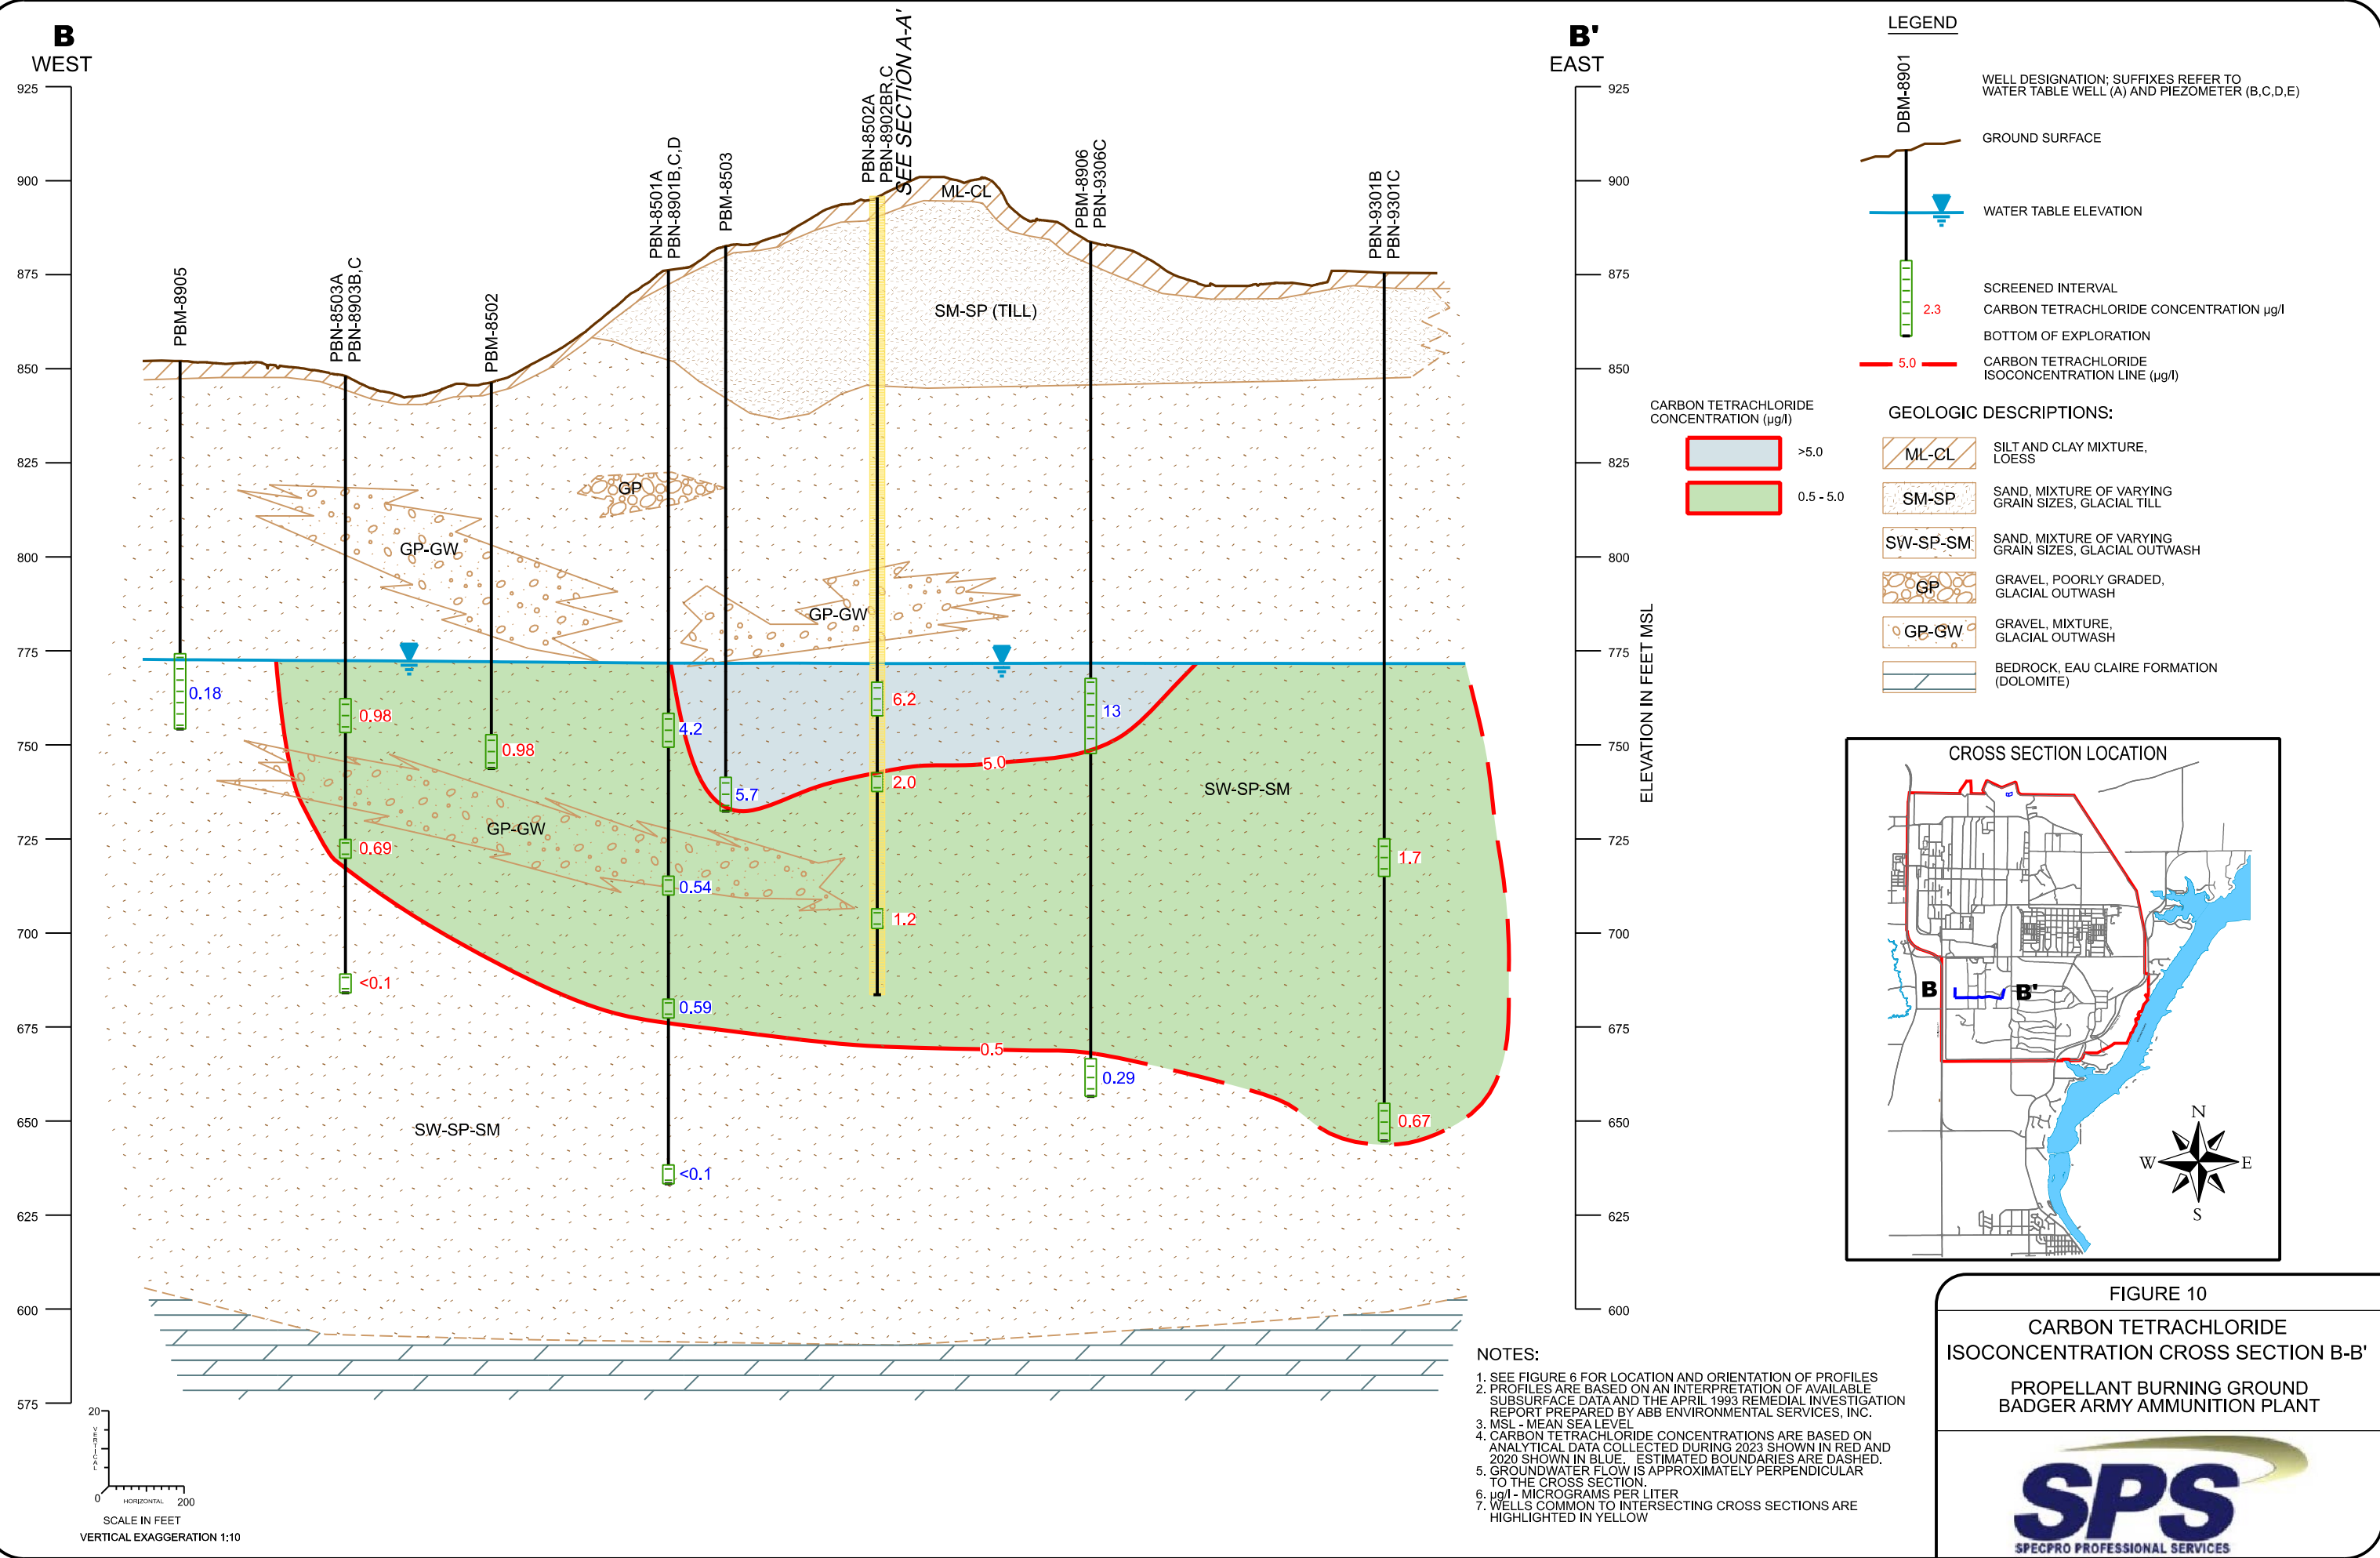 B
WEST
B'
EAST
925
900
875
850
825
800
775
750
725
700
675
650
625
600
575
PBM-8905
PBN-8503A
PBN-8903B,C
PBM-8502
PBN-8501A
PBN-8901B,C,D
PBM-8503
PBN-8502A
PBN-8902BR,C
SEE SECTION A-A'
PBM-8906
PBN-9306C
PBN-9301B
PBN-9301C
ML-CL
SM-SP (TILL)
GP
GP-GW
GP-GW
GP-GW
SW-SP-SM
SW-SP-SM
0.18
0.98
0.69
<0.1
0.98
4.2
0.54
0.59
<0.1
5.7
6.2
2.0
1.2
13
0.29
1.7
0.67
5.0
0.5
925
900
875
850
825
800
775
750
725
700
675
650
625
600
ELEVATION IN FEET MSL
20
VERTICAL
0
HORIZONTAL
200
SCALE IN FEET
VERTICAL EXAGGERATION 1:10
LEGEND
DBM-8901
WELL DESIGNATION; SUFFIXES REFER TO
WATER TABLE WELL (A) AND PIEZOMETER (B,C,D,E)
GROUND SURFACE
WATER TABLE ELEVATION
SCREENED INTERVAL
2.3
CARBON TETRACHLORIDE CONCENTRATION µg/l
BOTTOM OF EXPLORATION
5.0
CARBON TETRACHLORIDE
ISOCONCENTRATION LINE (µg/l)
CARBON TETRACHLORIDE
CONCENTRATION (µg/l)
>5.0
0.5 - 5.0
GEOLOGIC DESCRIPTIONS:
ML-CL
SILT AND CLAY MIXTURE,
LOESS
SM-SP
SAND, MIXTURE OF VARYING
GRAIN SIZES, GLACIAL TILL
SW-SP-SM
SAND, MIXTURE OF VARYING
GRAIN SIZES, GLACIAL OUTWASH
GP
GRAVEL, POORLY GRADED,
GLACIAL OUTWASH
GP-GW
GRAVEL, MIXTURE,
GLACIAL OUTWASH
BEDROCK, EAU CLAIRE FORMATION
(DOLOMITE)
CROSS SECTION LOCATION
B
B'
N
W
E
S
NOTES:
1. SEE FIGURE 6 FOR LOCATION AND ORIENTATION OF PROFILES
2. PROFILES ARE BASED ON AN INTERPRETATION OF AVAILABLE
SUBSURFACE DATA AND THE APRIL 1993 REMEDIAL INVESTIGATION
REPORT PREPARED BY ABB ENVIRONMENTAL SERVICES, INC.
3. MSL - MEAN SEA LEVEL
4. CARBON TETRACHLORIDE CONCENTRATIONS ARE BASED ON
ANALYTICAL DATA COLLECTED DURING 2023 SHOWN IN RED AND
2020 SHOWN IN BLUE. ESTIMATED BOUNDARIES ARE DASHED.
5. GROUNDWATER FLOW IS APPROXIMATELY PERPENDICULAR
TO THE CROSS SECTION.
6. µg/l - MICROGRAMS PER LITER
7. WELLS COMMON TO INTERSECTING CROSS SECTIONS ARE
HIGHLIGHTED IN YELLOW
FIGURE 10
CARBON TETRACHLORIDE
ISOCONCENTRATION CROSS SECTION B-B'
PROPELLANT BURNING GROUND
BADGER ARMY AMMUNITION PLANT
SPS
SPECPRO PROFESSIONAL SERVICES